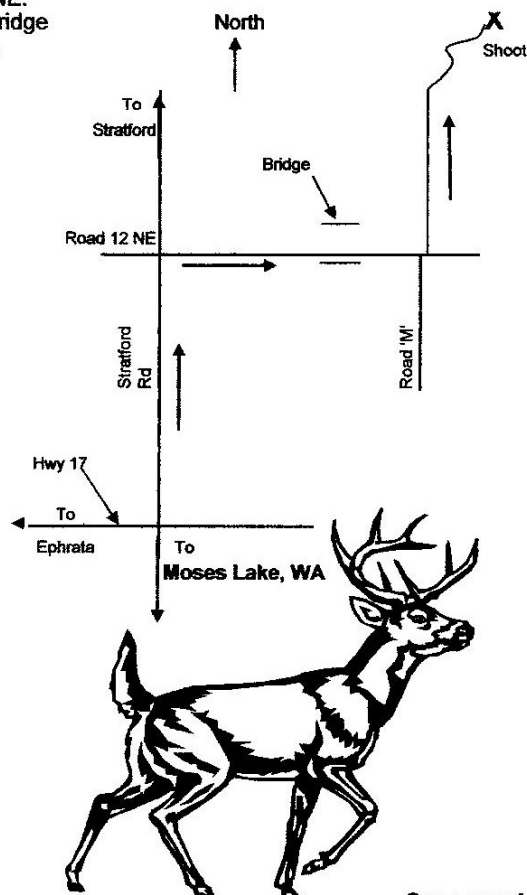 NE.
ridge
North
X
Shoot
To
Stratford
Bridge
Road 12 NE
Stratford
Rd
Road 'M'
Hwy 17
To
Ephrata
To
Moses Lake, WA